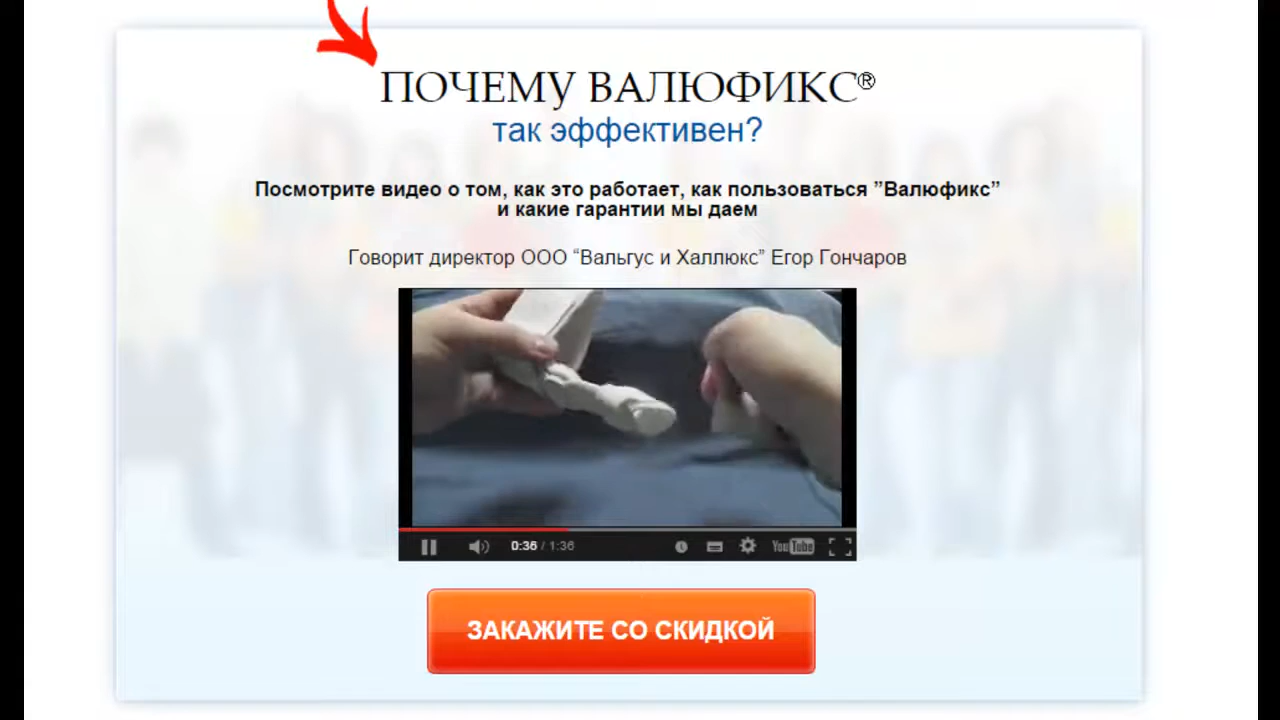 ПОЧЕМУ ВАЛЮФИКС®
так эффективен?
Посмотрите видео о том, как это работает, как пользоваться ”Валюфикс”
и какие гарантии мы даем
Говорит директор ООО “Вальгус и Халлюкс” Егор Гончаров
0:36 / 1:36
YouTube
ЗАКАЖИТЕ СО СКИДКОЙ